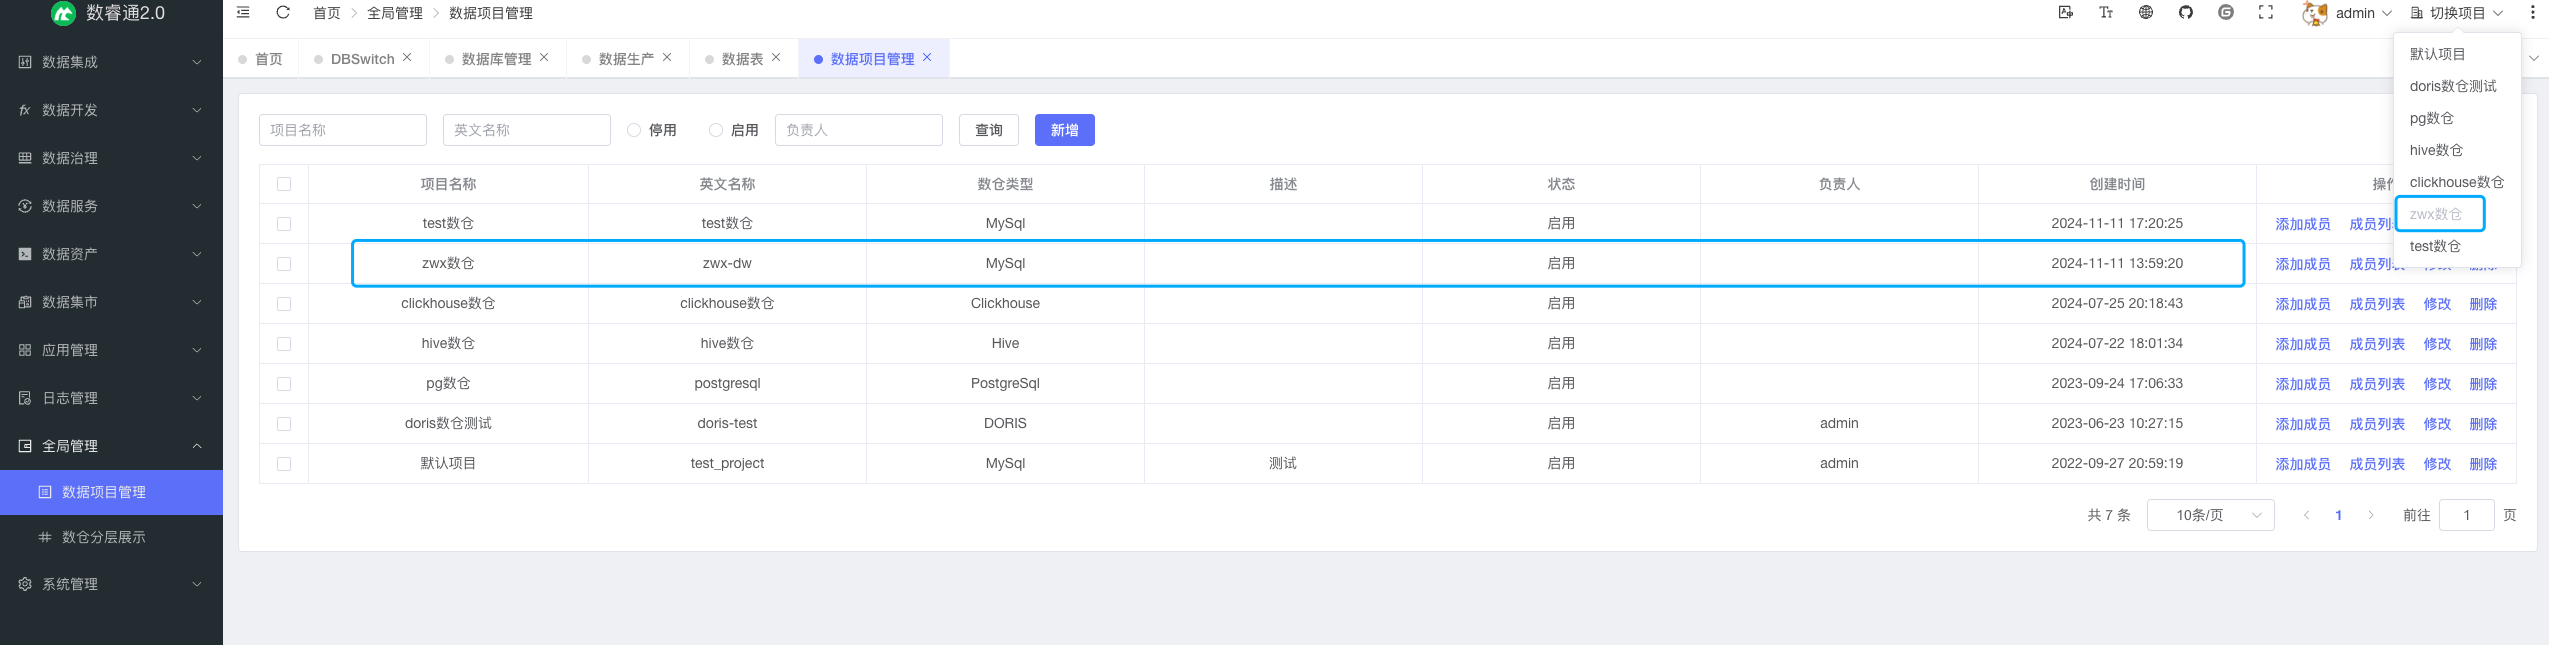 数睿通2.0
首页 > 全局管理 > 数据项目管理
admin
切换项目
数据集成
数据开发
数据治理
数据服务
数据资产
数据集市
应用管理
日志管理
全局管理
数据项目管理
数仓分层展示
系统管理
首页 DBSwitch 数据库管理 数据生产 数据表 数据项目管理
默认项目
doris数仓测试
pg数仓
hive数仓
clickhouse数仓
zwx数仓
test数仓
项目名称 英文名称 停用 启用 负责人 查询 新增
项目名称 英文名称 数仓类型 描述 状态 负责人 创建时间
test数仓 test数仓 MySql 启用 2024-11-11 17:20:25 添加成员
zwx数仓 zwx-dw MySql 启用 2024-11-11 13:59:20 添加成员
clickhouse数仓 clickhouse数仓 Clickhouse 启用 2024-07-25 20:18:43 添加成员 成员列表 修改 删除
hive数仓 hive数仓 Hive 启用 2024-07-22 18:01:34 添加成员 成员列表 修改 删除
pg数仓 postgresql PostgreSql 启用 2023-09-24 17:06:33 添加成员 成员列表 修改 删除
doris数仓测试 doris-test DORIS 启用 admin 2023-06-23 10:27:15 添加成员 成员列表 修改 删除
默认项目 test_project MySql 测试 启用 admin 2022-09-27 20:59:19 添加成员 成员列表 修改 删除
共 7 条 10条/页 1 前往 1 页